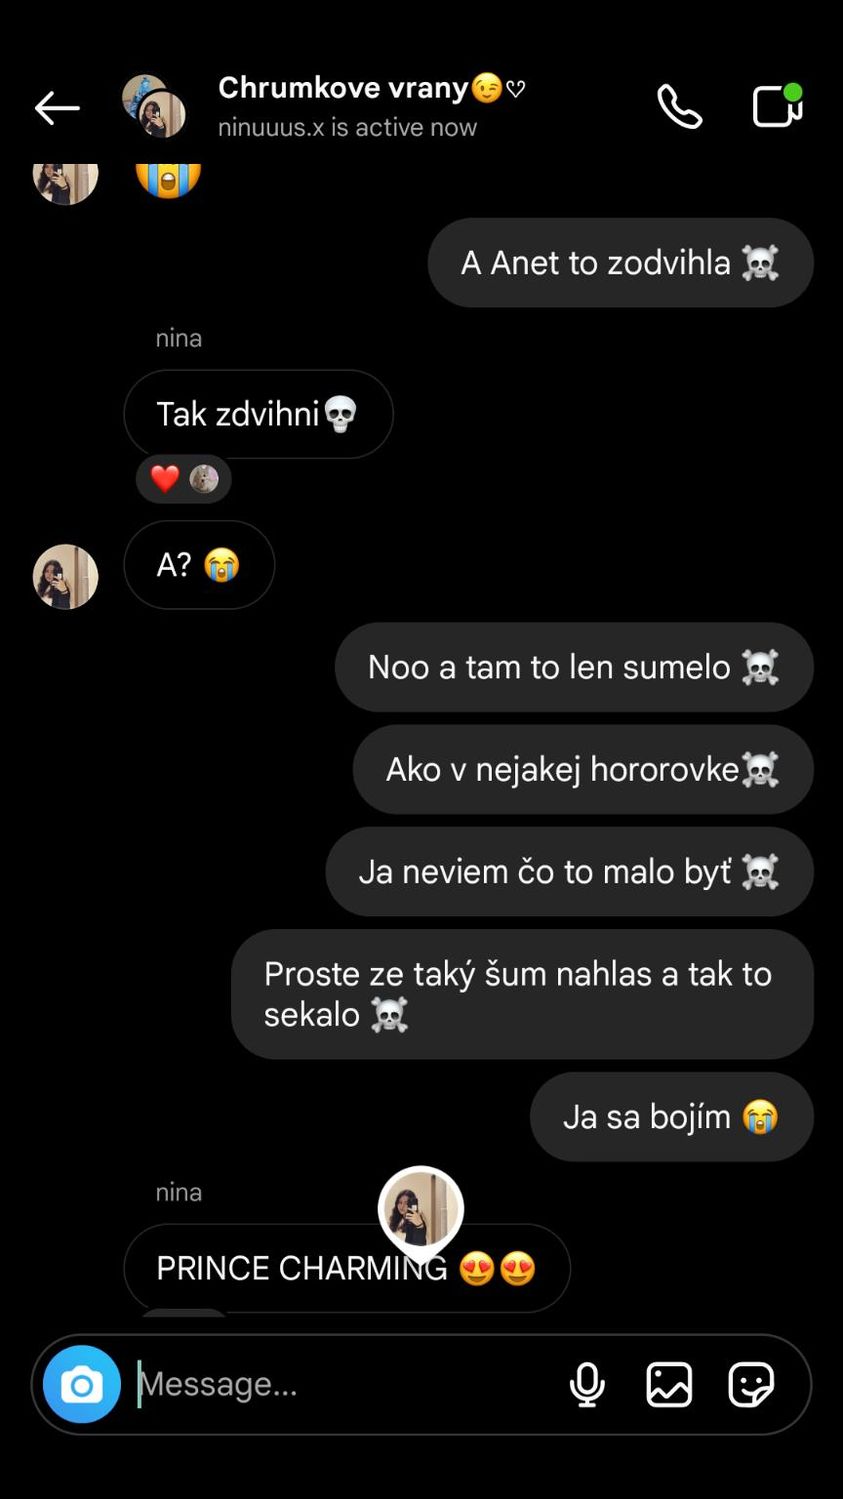 Chrumkove vrany😉♡
ninuuus.x is active now
😭
A Anet to zodvihla ☠️
nina
Tak zdvihni💀
❤️
A? 😭
Noo a tam to len sumelo ☠️
Ako v nejakej hororovke☠️
Ja neviem čo to malo byť ☠️
Proste ze taký šum nahlas a tak to
sekalo ☠️
Ja sa bojím 😭
nina
PRINCE CHARMING 😍😍
Message...